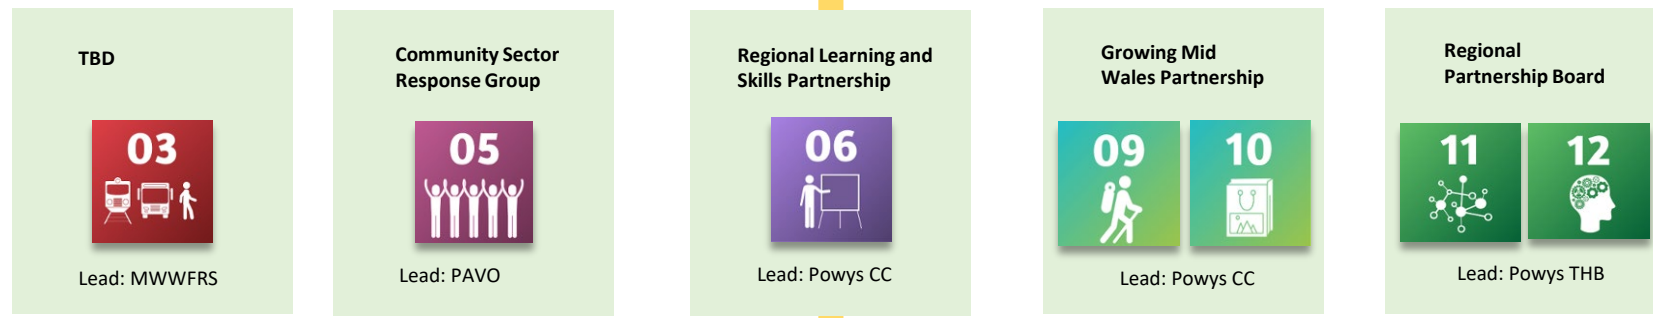 TBD
03
Lead: MWWFRS
Community Sector
Response Group
05
Lead: PAVO
Regional Learning and
Skills Partnership
06
Lead: Powys CC
Growing Mid
Wales Partnership
09
10
Lead: Powys CC
Regional
Partnership Board
11
12
Lead: Powys THB